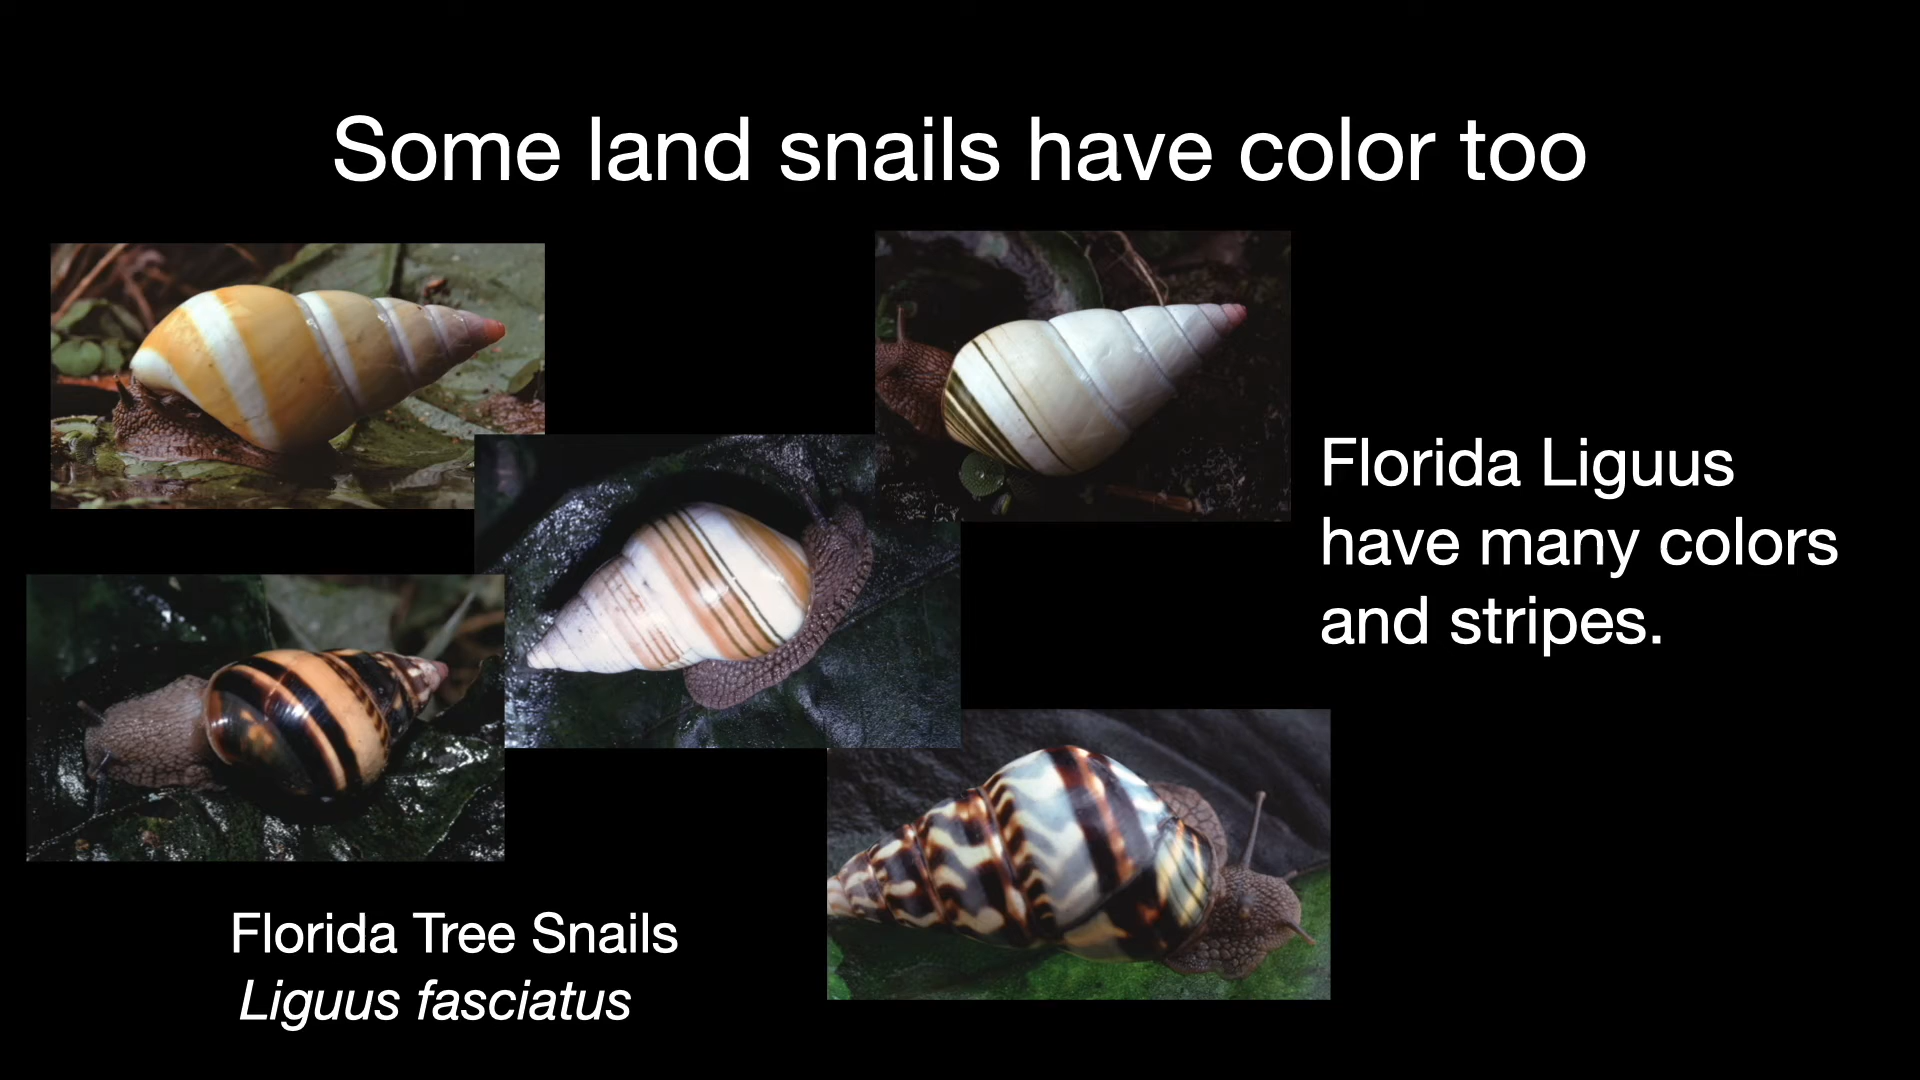 Some land snails have color too
Florida Liguus
have many colors
and stripes.
Florida Tree Snails
Liguus fasciatus